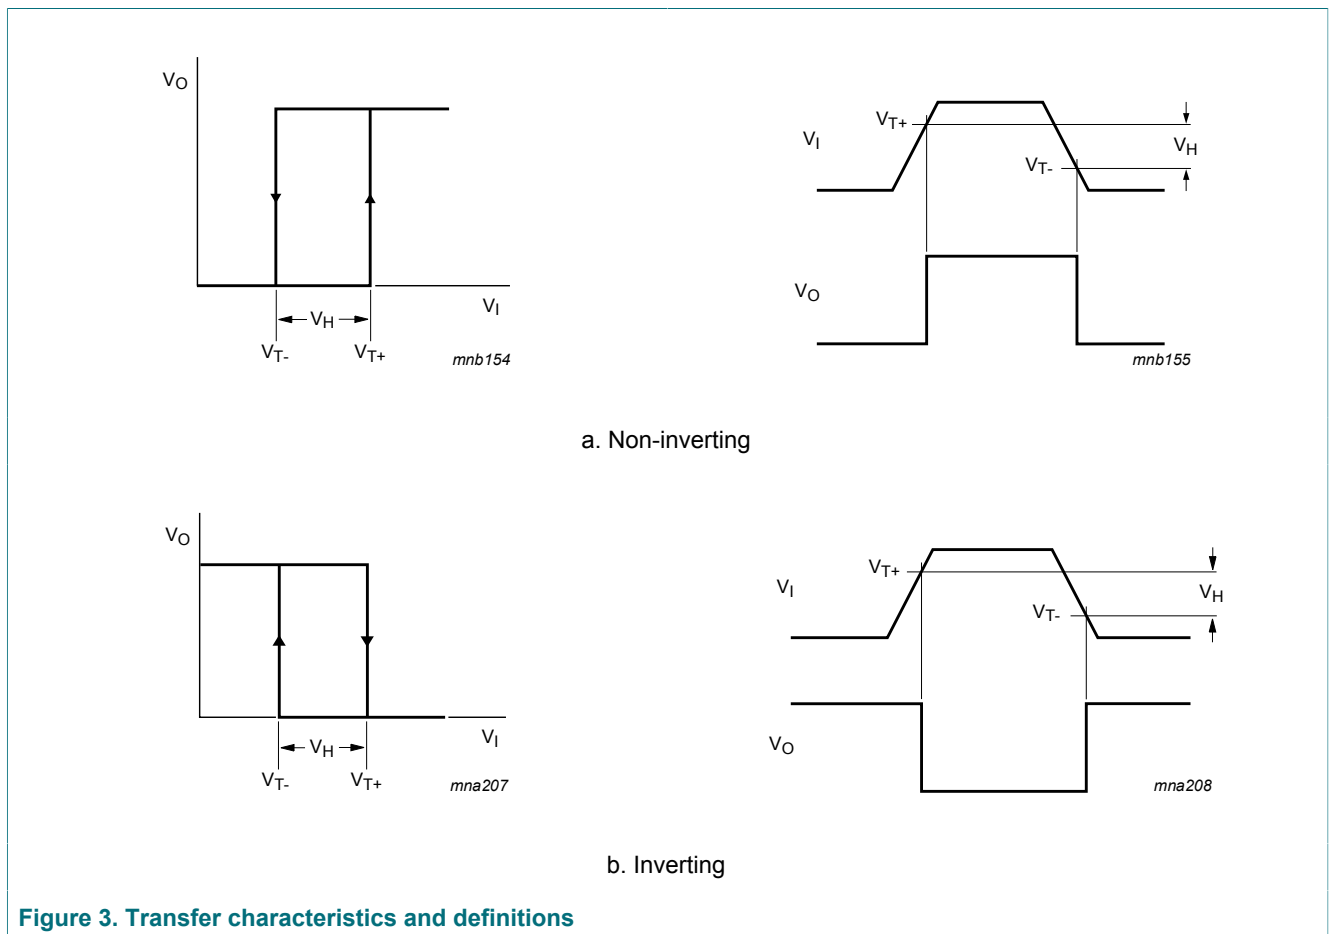 VO
VI
VH
VT-
VT+
mnb154
VI
VT+
VT-
VH
VO
mnb155
a. Non-inverting
VO
VI
VH
VT-
VT+
mna207
VI
VT+
VT-
VH
VO
mna208
b. Inverting
Figure 3. Transfer characteristics and definitions